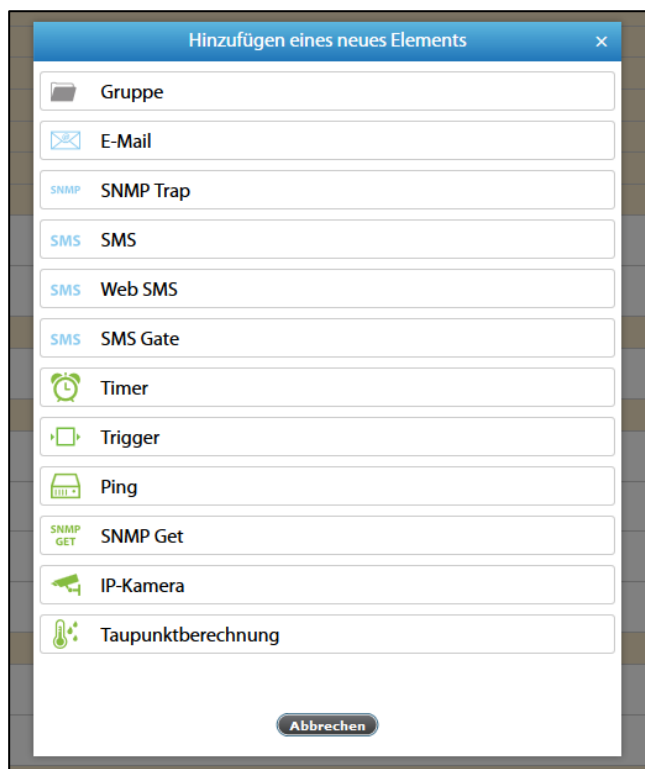 Hinzufügen eines neues Elements ×
Gruppe
E-Mail
SNMP SNMP Trap
SMS SMS
SMS Web SMS
SMS SMS Gate
Timer
Trigger
Ping
SNMP GET SNMP Get
IP-Kamera
Taupunktberechnung
Abbrechen